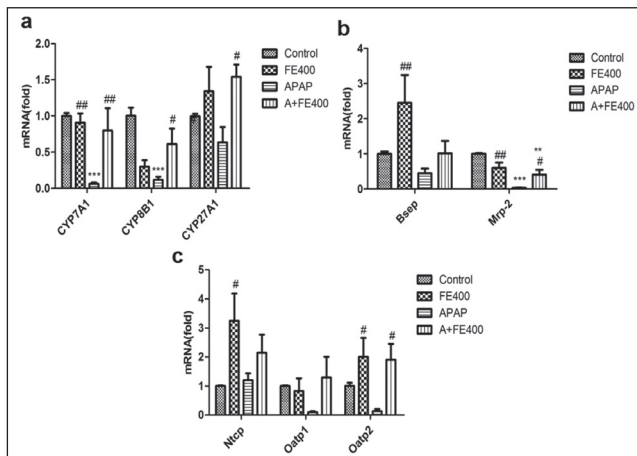 a
mRNA(fold)
2.0
1.5
1.0
0.5
0.0
##
***
##
***
#
#
CYP7A1
CYP8B1
CYP27A1
Control
FE400
APAP
A+FE400
b
mRNA(fold)
6
4
2
0
##
##
***
**
#
Bsep
Mrp-2
Control
FE400
APAP
A+FE400
c
mRNA(fold)
5
4
3
2
1
0
#
#
#
Ntcp
Oatp1
Oatp2
Control
FE400
APAP
A+FE400